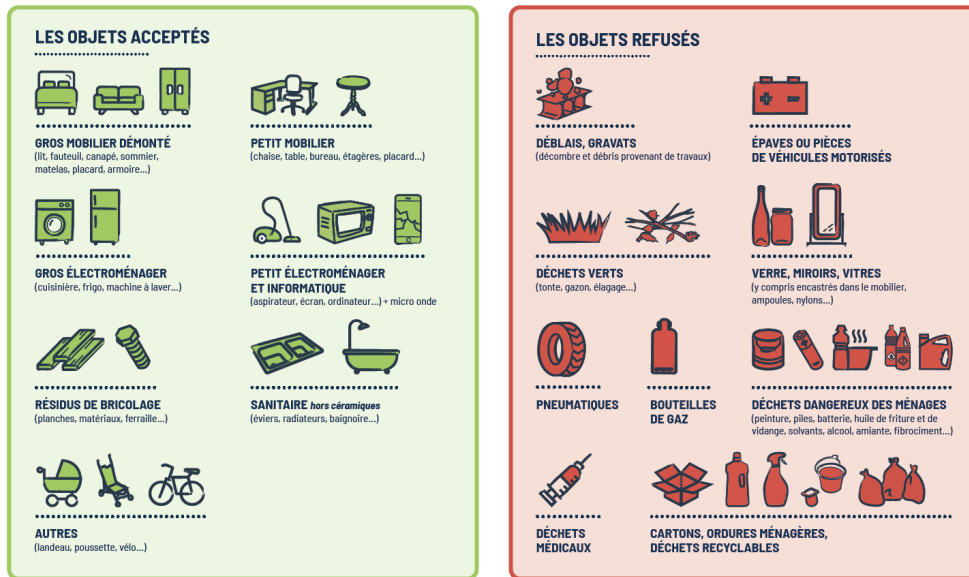 LES OBJETS ACCEPTÉS
GROS MOBILIER DÉMONTÉ
(lit, fauteuil, canapé, sommier,
matelas, placard, armoire...)
PETIT MOBILIER
(chaise, table, bureau, étagères, placard...)
GROS ÉLECTROMÉNAGER
(cuisinière, frigo, machine à laver...)
PETIT ÉLECTROMÉNAGER
ET INFORMATIQUE
(aspirateur, écran, ordinateur...) + micro onde
RÉSIDUS DE BRICOLAGE
(planches, matériaux, ferraille...)
SANITAIRE hors céramiques
(éviers, radiateurs, baignoire...)
AUTRES
(landeau, poussette, vélo...)
LES OBJETS REFUSÉS
DÉBLAIS, GRAVATS
(décombre et débris provenant de travaux)
ÉPAVES OU PIÈCES
DE VÉHICULES MOTORISÉS
DÉCHETS VERTS
(tonte, gazon, élagage...)
VERRE, MIROIRS, VITRES
(y compris encastrés dans le mobilier,
ampoules, nylons...)
PNEUMATIQUES
BOUTEILLES
DE GAZ
DÉCHETS DANGEREUX DES MÉNAGES
(peinture, piles, batterie, huile de friture et de
vidange, solvants, alcool, amiante, fibrociment...)
DÉCHETS
MÉDICAUX
CARTONS, ORDURES MÉNAGÈRES,
DÉCHETS RECYCLABLES